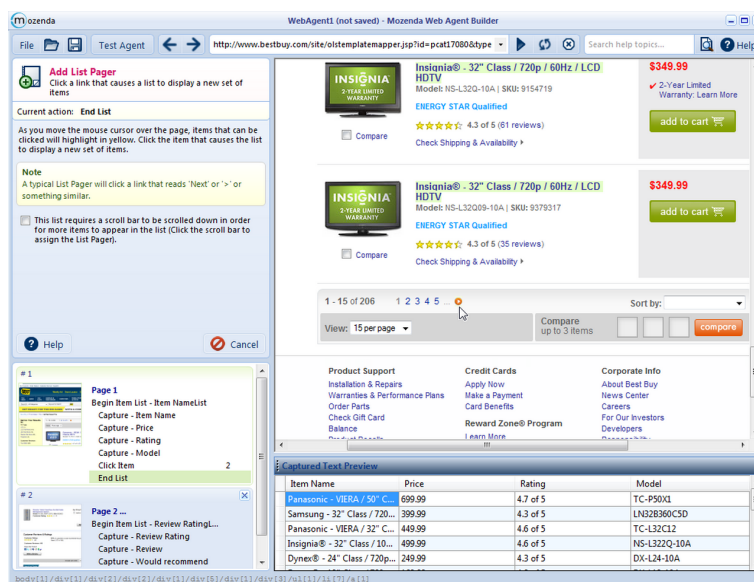 mozenda
WebAgent1 (not saved) - Mozenda Web Agent Builder
File
Test Agent
http://www.bestbuy.com/site/olstemplatemapper.jsp?id=pcat17080&type
Search help topics...
Help
Add List Pager
Click a link that causes a list to display a new set of
items
Current action: End List
As you move the mouse cursor over the page, items that can be
clicked will highlight in yellow. Click the item that causes the list
to display a new set of items.
Note
A typical List Pager will click a link that reads 'Next' or '>' or
something similar.
This list requires a scroll bar to be scrolled down in order
for more items to appear in the list (Click the scroll bar to
assign the List Pager).
Help
Cancel
# 1
Page 1
Begin Item List - Item NameList
Capture - Item Name
Capture - Price
Capture - Rating
Capture - Model
Click Item 2
End List
# 2
Page 2 ...
Begin Item List - Review RatingL...
Capture - Review Rating
Capture - Review
Capture - Would recommend
INSIGNIA
2-YEAR LIMITED
WARRANTY
Compare
Insignia® - 32" Class / 720p / 60Hz / LCD
HDTV
Model: NS-L32Q-10A | SKU: 9154719
ENERGY STAR Qualified
4.3 of 5 (61 reviews)
Check Shipping & Availability
$349.99
2-Year Limited
Warranty: Learn More
add to cart
INSIGNIA
2-YEAR LIMITED
WARRANTY
Compare
Insignia® - 32" Class / 720p / 60Hz / LCD
HDTV
Model: NS-L32Q09-10A | SKU: 9379317
ENERGY STAR Qualified
4.3 of 5 (35 reviews)
Check Shipping & Availability
$349.99
add to cart
1 - 15 of 206 1 2 3 4 5 ...
Sort by:
View: 15 per page
Compare
up to 3 items
compare
Product Support
Installation & Repairs
Warranties & Performance Plans
Order Parts
Check Gift Card
Balance
Product Recalls
Credit Cards
Apply Now
Make a Payment
Card Benefits
Reward Zone® Program
Learn More
Corporate Info
About Best Buy
News Center
Careers
For Our Investors
Developers
Responsibility
Captured Text Preview
Item Name Price Rating Model
Panasonic - VIERA / 50" C... 699.99 4.7 of 5 TC-P50X1
Samsung - 32" Class / 720... 399.99 4.3 of 5 LN32B360C5D
Panasonic - VIERA / 32" C... 449.99 4.6 of 5 TC-L32C12
Insignia® - 32" Class / 10... 499.99 4.6 of 5 NS-L322Q-10A
Dynex® - 24" Class / 720p... 249.99 4.3 of 5 DX-L24-10A
body[1]/div[1]/div[2]/div[2]/div[1]/div[5]/div[1]/div[3]/ul[1]/li[7]/a[1]